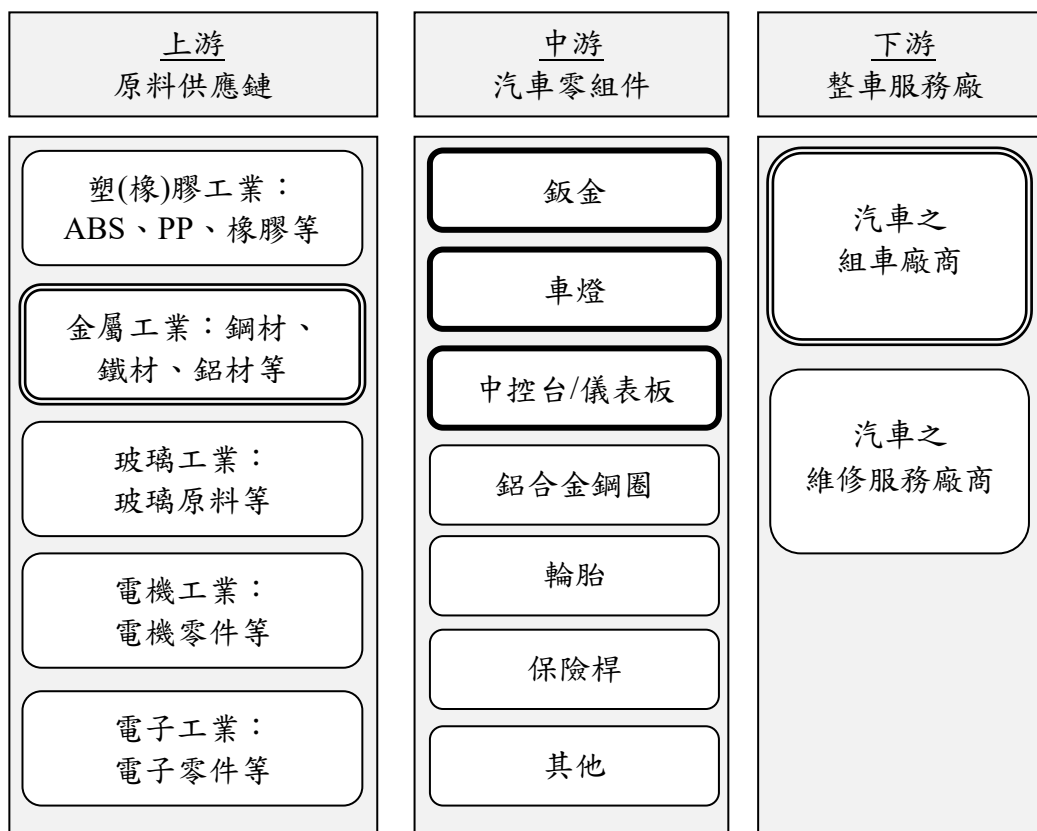 上游
原料供應鏈
塑(橡)膠工業：
ABS、PP、橡膠等
金屬工業：鋼材、
鐵材、鋁材等
玻璃工業：
玻璃原料等
電機工業：
電機零件等
電子工業：
電子零件等
中游
汽車零組件
鈑金
車燈
中控台/儀表板
鋁合金鋼圈
輪胎
保險桿
其他
下游
整車服務廠
汽車之
組車廠商
汽車之
維修服務廠商